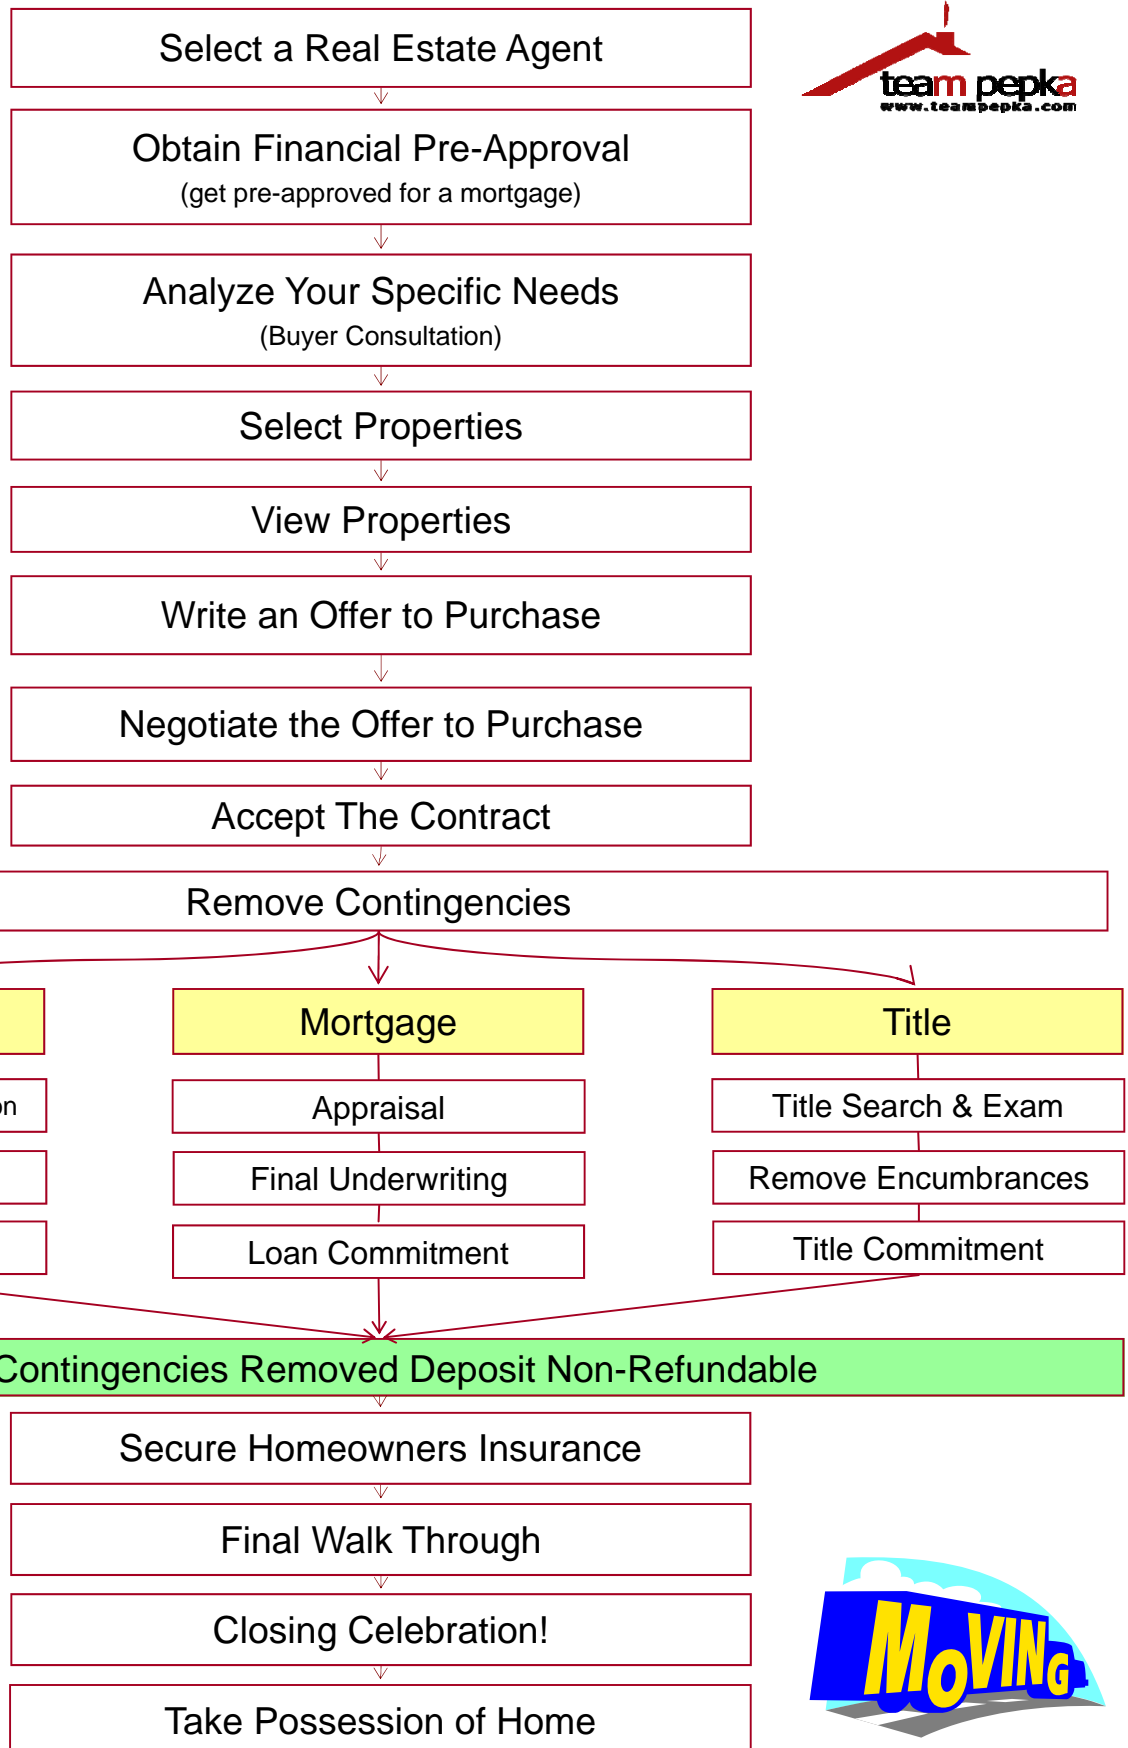 Select a Real Estate Agent
team pepka
www.teampepka.com
Obtain Financial Pre-Approval
(get pre-approved for a mortgage)
Analyze Your Specific Needs
(Buyer Consultation)
Select Properties
View Properties
Write an Offer to Purchase
Negotiate the Offer to Purchase
Accept The Contract
Remove Contingencies
Mortgage
Title
Appraisal
Title Search & Exam
Final Underwriting
Remove Encumbrances
Loan Commitment
Title Commitment
Contingencies Removed Deposit Non-Refundable
Secure Homeowners Insurance
Final Walk Through
Closing Celebration!
MOVING
Take Possession of Home